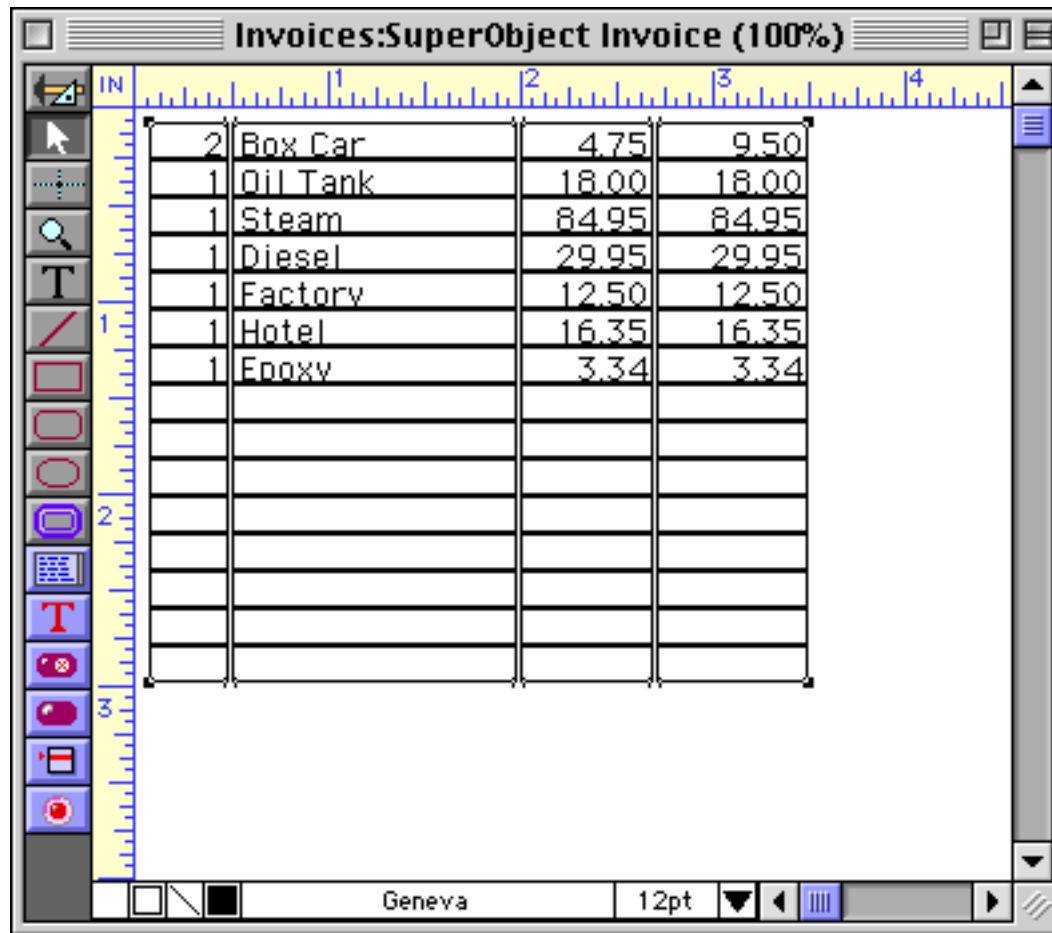 Invoices:SuperObject Invoice (100%)
IN 1 2 3 4
2 Box Car 4.75 9.50
1 Oil Tank 18.00 18.00
1 Steam 84.95 84.95
1 Diesel 29.95 29.95
1 Factory 12.50 12.50
1 Hotel 16.35 16.35
1 Epoxy 3.34 3.34
1
2
3
T
T
Geneva 12pt